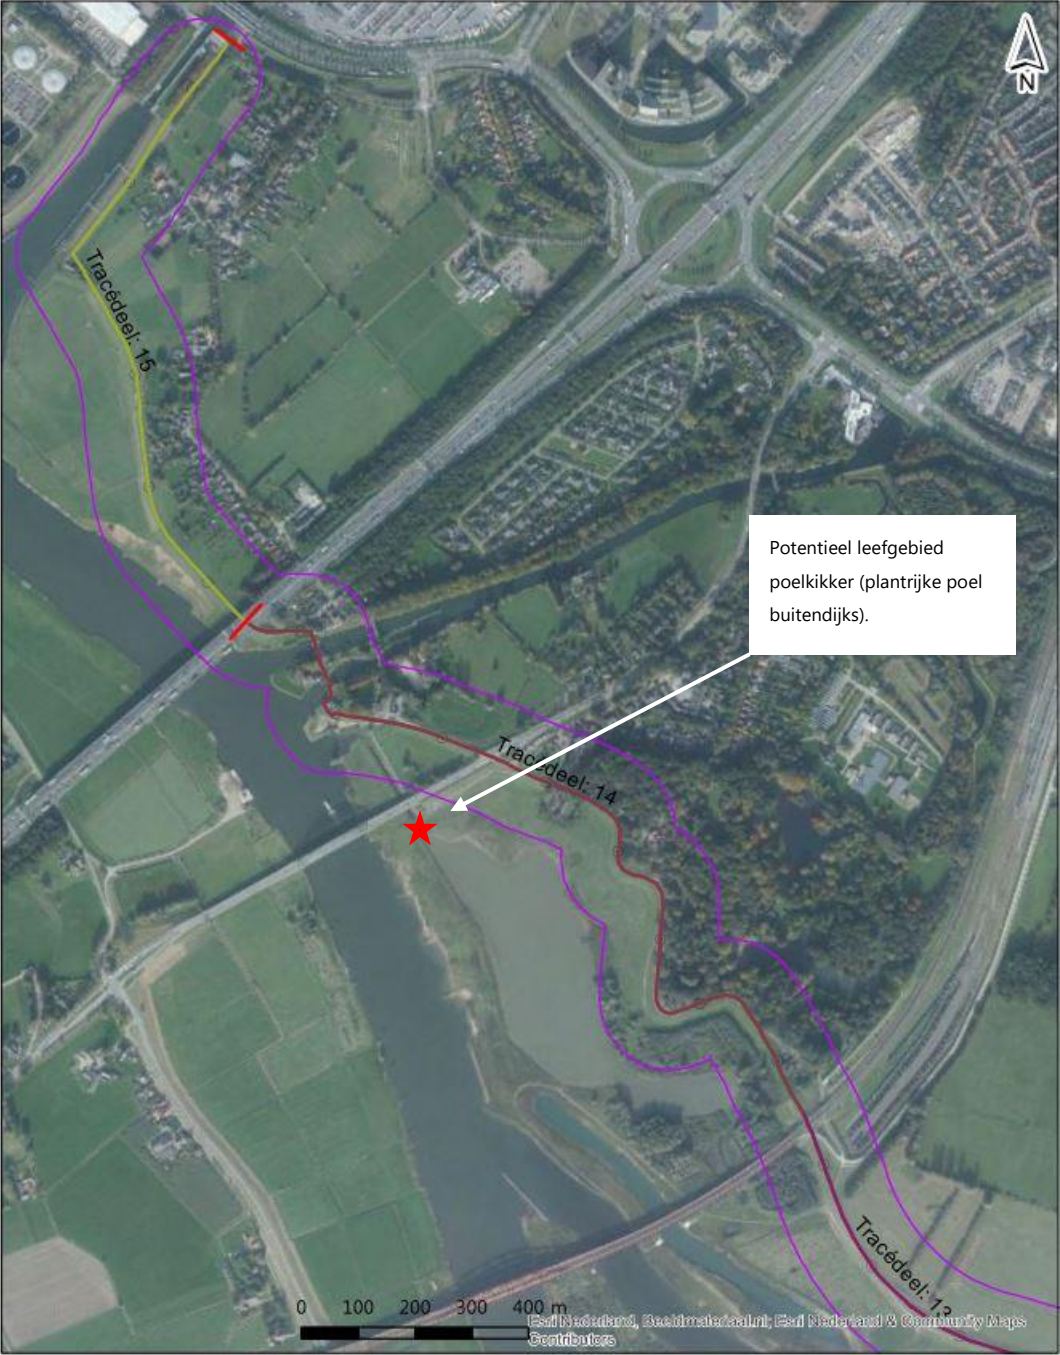 N
Tracédeel: 15
Potentieel leefgebied
poelkikker (plantrijke poel
buitendijks).
Tracédeel: 14
Tracédeel: 13
0 100 200 300 400 m
Esri Nederland, Beeldmateriaal.nl; Esri Nederland & Community Maps
Contributors